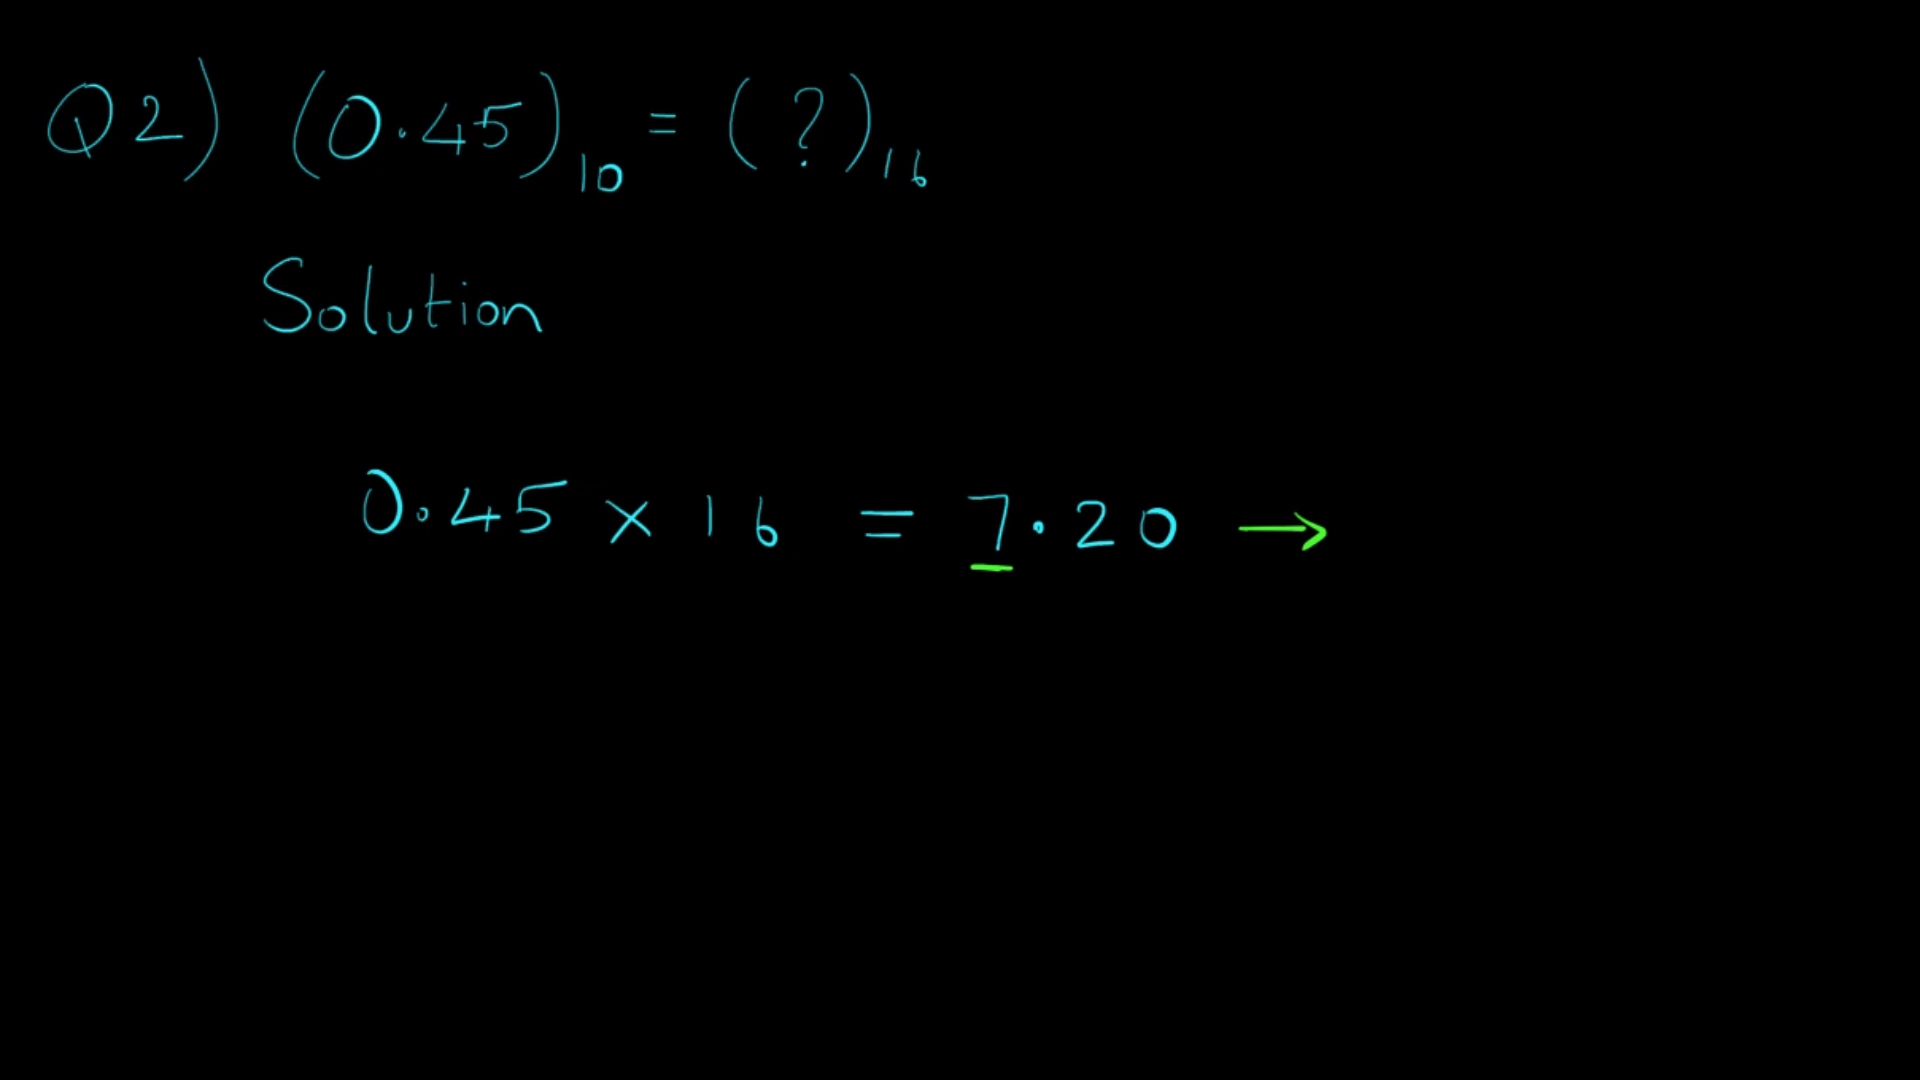 Q2) (0.45)₁₀ = (?)₁₆
Solution
0.45 × 16 = 7.20 →